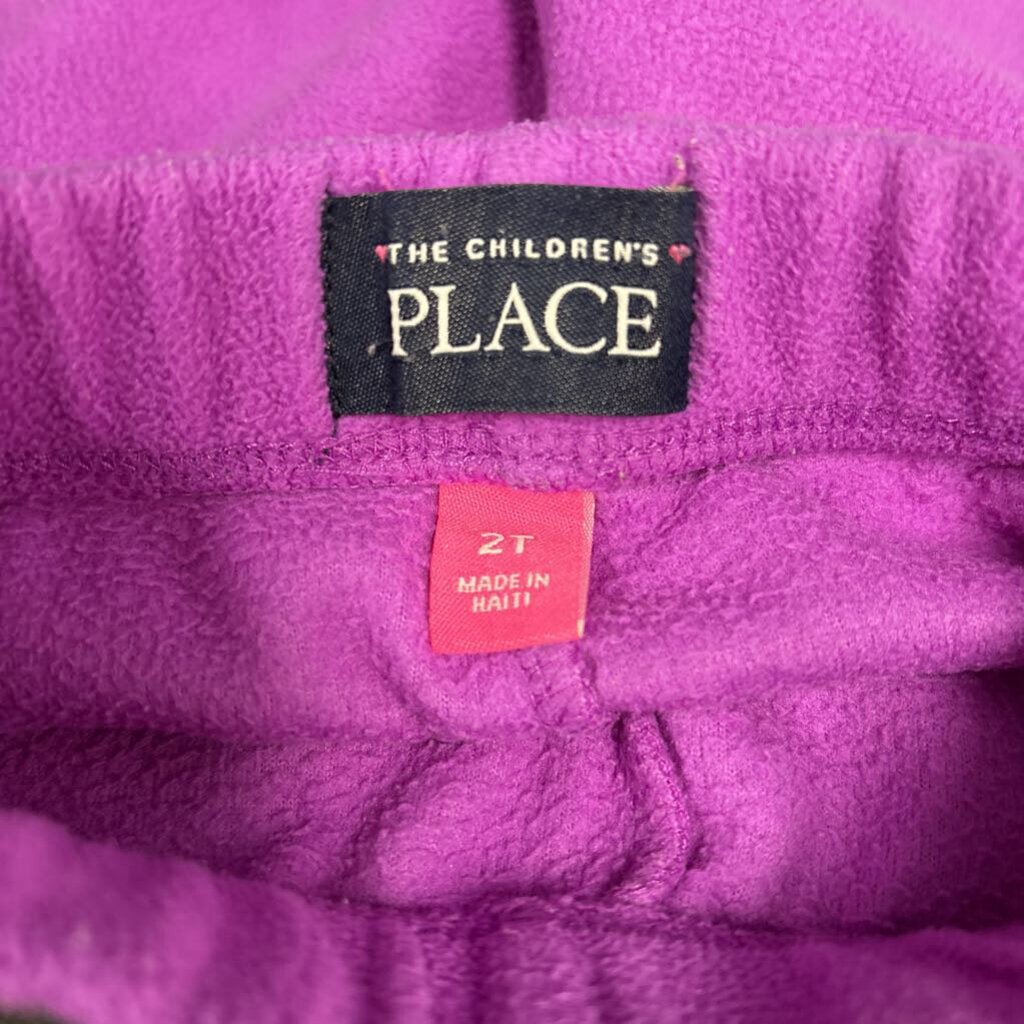 THE CHILDREN'S
PLACE
2T
MADE IN
HAITI